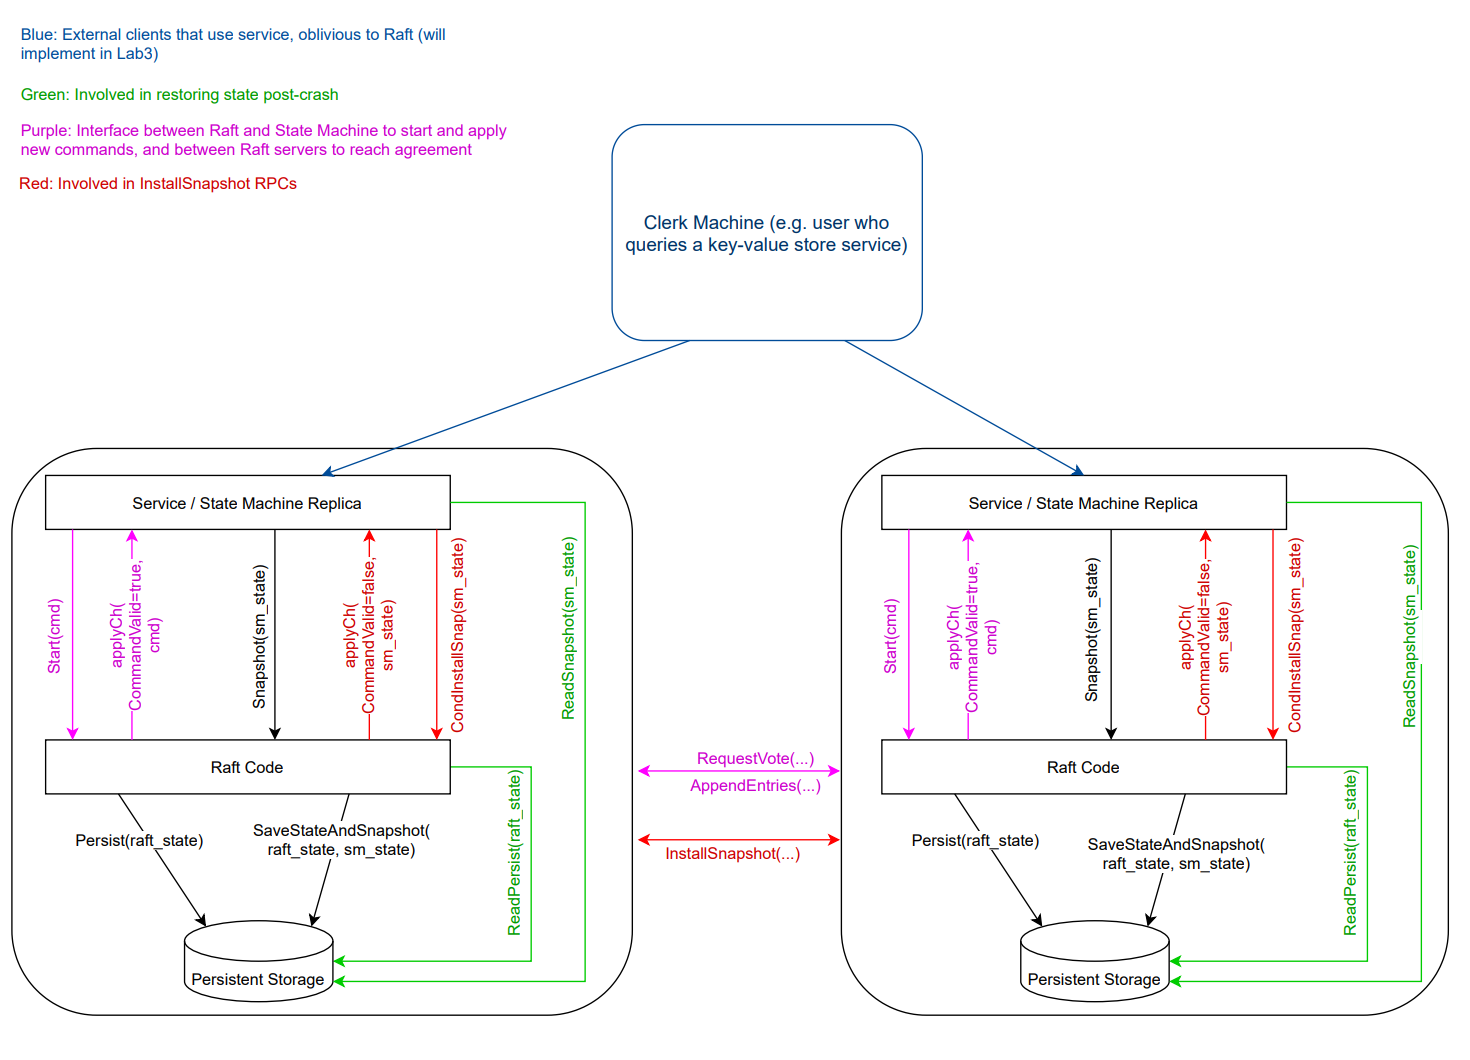 Blue: External clients that use service, oblivious to Raft (will
implement in Lab3)
Green: Involved in restoring state post-crash
Purple: Interface between Raft and State Machine to start and apply
new commands, and between Raft servers to reach agreement
Red: Involved in InstallSnapshot RPCs
Clerk Machine (e.g. user who
queries a key-value store service)
Service / State Machine Replica
Start(cmd)
applyCh(
CommandValid=true,
cmd)
Snapshot(sm_state)
applyCh(
CommandValid=false,
sm_state)
CondInstallSnap(sm_state)
ReadSnapshot(sm_state)
Raft Code
Persist(raft_state)
SaveStateAndSnapshot(
raft_state, sm_state)
ReadPersist(raft_state)
Persistent Storage
RequestVote(...)
AppendEntries(...)
InstallSnapshot(...)
Service / State Machine Replica
Start(cmd)
applyCh(
CommandValid=true,
cmd)
Snapshot(sm_state)
applyCh(
CommandValid=false,
sm_state)
CondInstallSnap(sm_state)
ReadSnapshot(sm_state)
Raft Code
Persist(raft_state)
SaveStateAndSnapshot(
raft_state, sm_state)
ReadPersist(raft_state)
Persistent Storage